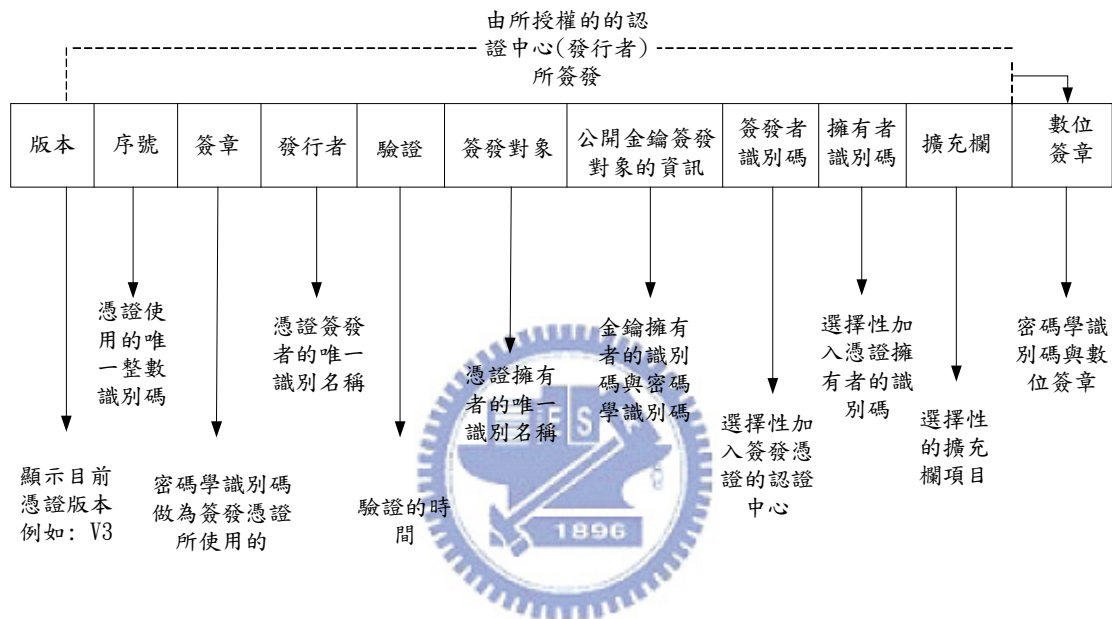 由所授權的的認
證中心(發行者)
所簽發
版本
序號
簽章
發行者
驗證
簽發對象
公開金鑰簽發
對象的資訊
簽發者
識別碼
擁有者
識別碼
擴充欄
數位
簽章
憑證使
用的唯
一整數
識別碼
憑證簽發
者的唯一
識別名稱
憑證擁有
者的唯一
識別名稱
金鑰擁有
者的識別
碼與密碼
學識別碼
選擇性加
入憑證擁
有者的識
別碼
密碼學識
別碼與數
位簽章
顯示目前
憑證版本
例如: V3
密碼學識別碼
做為簽發憑證
所使用的
驗證的時
間
選擇性加
入簽發憑
證的認證
中心
選擇性
的擴充
欄項目
ES
1896